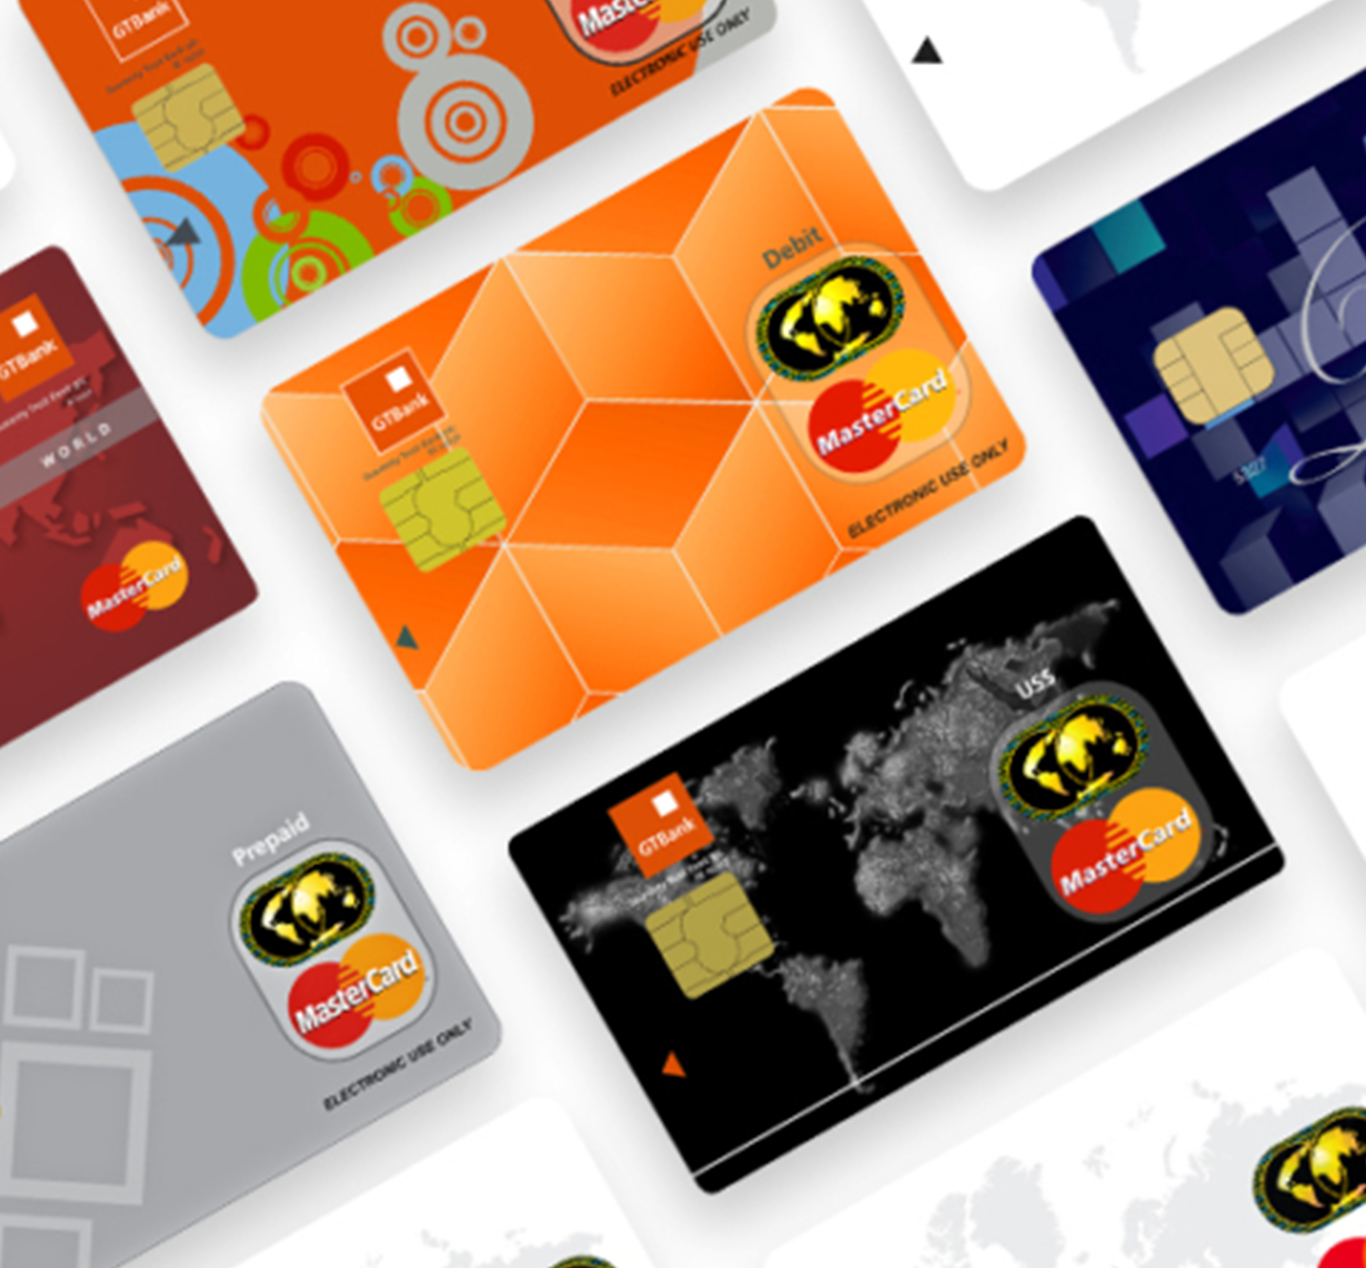 GTBank
MasterCard
ELECTRONIC USE ONLY
GTBank
WORLD
MasterCard
Debit
GTBank
MasterCard
ELECTRONIC USE ONLY
US$
GTBank
MasterCard
Prepaid
MasterCard
ELECTRONIC USE ONLY